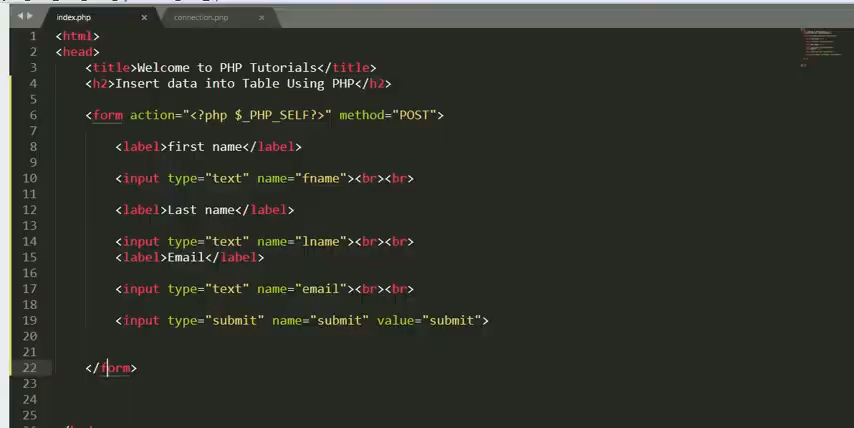 index.php
connection.php
1 <html>
2 <head>
3 <title>Welcome to PHP Tutorials</title>
4 <h2>Insert data into Table Using PHP</h2>
5
6 <form action="<?php $_PHP_SELF?>" method="POST">
7
8 <label>first name</label>
9
10 <input type="text" name="fname"><br><br>
11
12 <label>Last name</label>
13
14 <input type="text" name="lname"><br><br>
15 <label>Email</label>
16
17 <input type="text" name="email"><br><br>
18
19 <input type="submit" name="submit" value="submit">
20
21
22 </form>
23
24
25